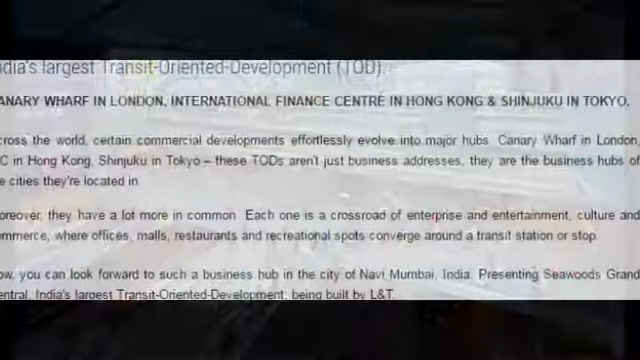 ndia's largest Transit-Oriented-Development (TOD).
ANARY WHARF IN LONDON, INTERNATIONAL FINANCE CENTRE IN HONG KONG & SHINJUKU IN TOKYO.
cross the world, certain commercial developments effortlessly evolve into major hubs. Canary Wharf in London,
C in Hong Kong, Shinjuku in Tokyo – these TODs aren't just business addresses, they are the business hubs of
e cities they're located in.
oreover, they have a lot more in common. Each one is a crossroad of enterprise and entertainment, culture and
ommerce; where offices, malls, restaurants and recreational spots converge around a transit station or stop.
ow, you can look forward to such a business hub in the city of Navi Mumbai, India. Presenting Seawoods Grand
entral, India's largest Transit-Oriented-Development; being built by L&T.